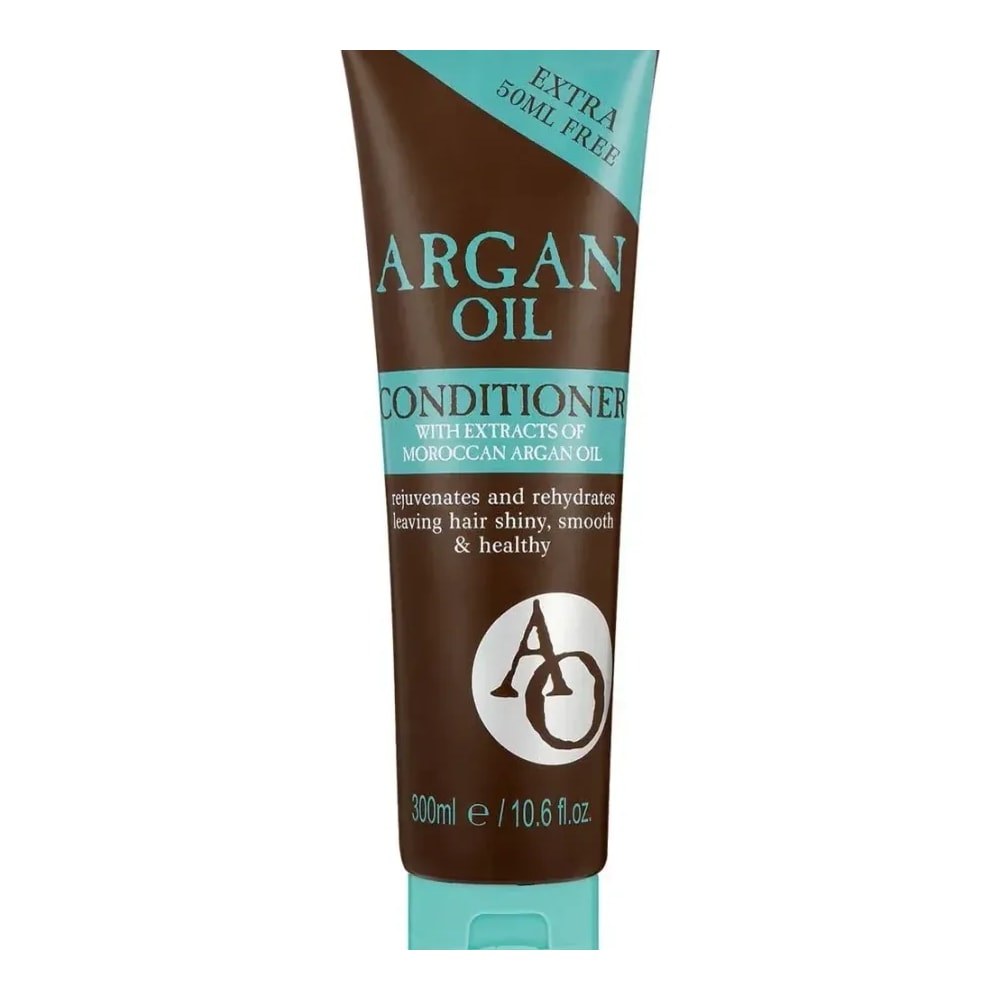 EXTRA
50ML FREE
ARGAN
OIL
CONDITIONER
WITH EXTRACTS OF
MOROCCAN ARGAN OIL
rejuvenates and rehydrates
leaving hair shiny, smooth
& healthy
AO
300ml ℮ / 10.6 fl.oz.